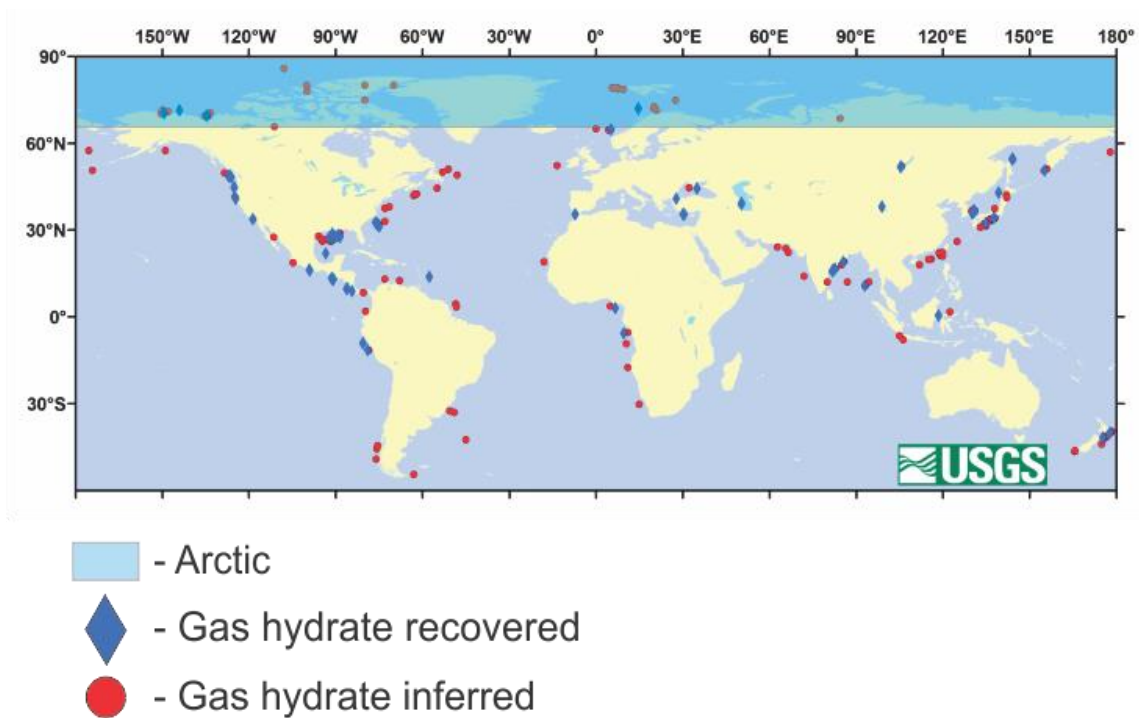 150°W 120°W 90°W 60°W 30°W 0° 30°E 60°E 90°E 120°E 150°E 180°
90°
60°N
30°N
0°
30°S
USGS
- Arctic
- Gas hydrate recovered
- Gas hydrate inferred